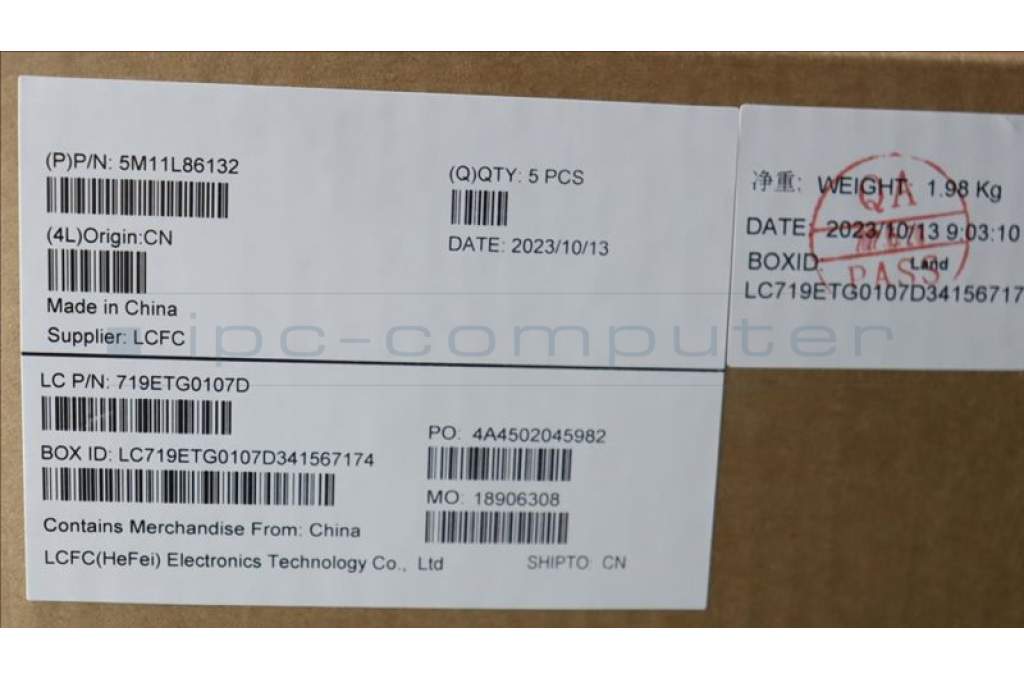 (P)P/N: 5M11L86132
(Q)QTY: 5 PCS
(4L)Origin:CN
DATE: 2023/10/13
Made in China
Supplier: LCFC
净重: WEIGHT: 1.98 Kg
DATE: 2023/10/13 9:03:10
BOXID: Land
LC719ETG0107D34156717
QA
PASS
ipc-computer
LC P/N: 719ETG0107D
BOX ID: LC719ETG0107D341567174
PO: 4A4502045982
MO: 18906308
Contains Merchandise From: China
LCFC(HeFei) Electronics Technology Co., Ltd
SHIPTO: CN